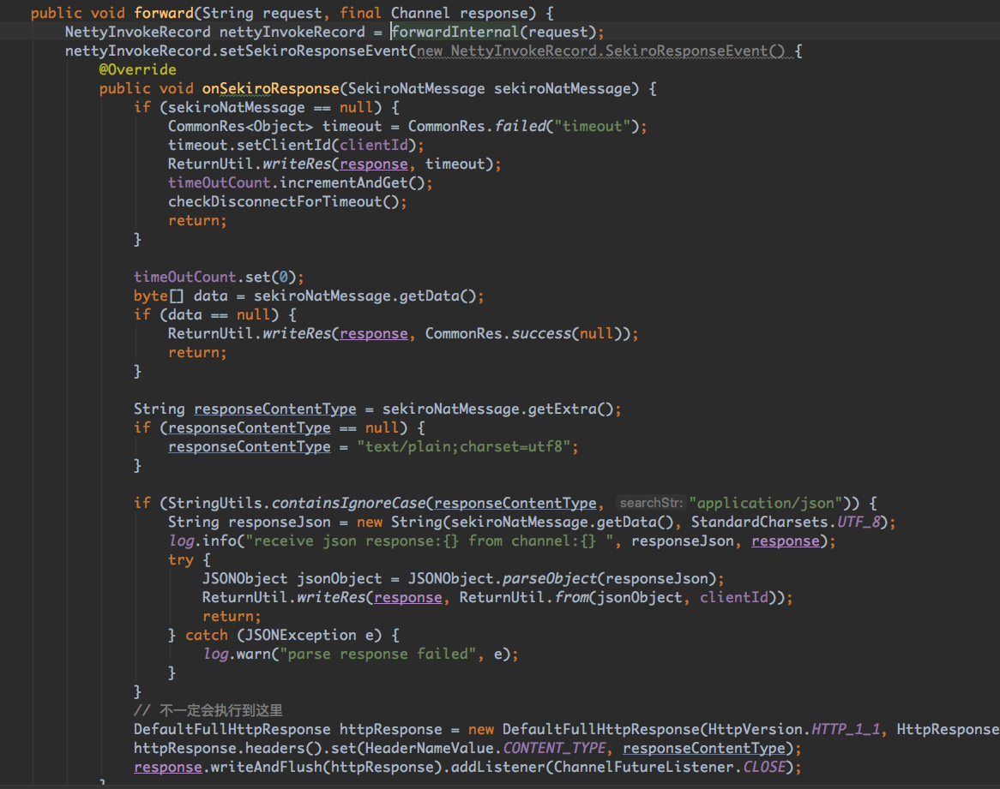 public void forward(String request, final Channel response) {
NettyInvokeRecord nettyInvokeRecord = forwardInternal(request);
nettyInvokeRecord.setSekiroResponseEvent(new NettyInvokeRecord.SekiroResponseEvent() {
@Override
public void onSekiroResponse(SekiroNatMessage sekiroNatMessage) {
if (sekiroNatMessage == null) {
CommonRes<Object> timeout = CommonRes.failed("timeout");
timeout.setClientId(clientId);
ReturnUtil.writeRes(response, timeout);
timeOutCount.incrementAndGet();
checkDisconnectForTimeout();
return;
}
timeOutCount.set(0);
byte[] data = sekiroNatMessage.getData();
if (data == null) {
ReturnUtil.writeRes(response, CommonRes.success(null));
return;
}
String responseContentType = sekiroNatMessage.getExtra();
if (responseContentType == null) {
responseContentType = "text/plain;charset=utf8";
}
if (StringUtils.containsIgnoreCase(responseContentType, searchStr: "application/json")) {
String responseJson = new String(sekiroNatMessage.getData(), StandardCharsets.UTF_8);
log.info("receive json response:{} from channel:{} ", responseJson, response);
try {
JSONObject jsonObject = JSONObject.parseObject(responseJson);
ReturnUtil.writeRes(response, ReturnUtil.from(jsonObject, clientId));
return;
} catch (JSONException e) {
log.warn("parse response failed", e);
}
}
// 不一定会执行到这里
DefaultFullHttpResponse httpResponse = new DefaultFullHttpResponse(HttpVersion.HTTP_1_1, HttpResponse
httpResponse.headers().set(HeaderNameValue.CONTENT_TYPE, responseContentType);
response.writeAndFlush(httpResponse).addListener(ChannelFutureListener.CLOSE);
}